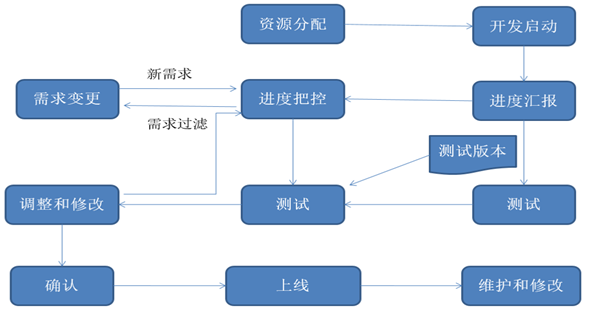 资源分配
开发启动
新需求
需求变更
进度把控
进度汇报
需求过滤
测试版本
调整和修改
测试
测试
确认
上线
维护和修改